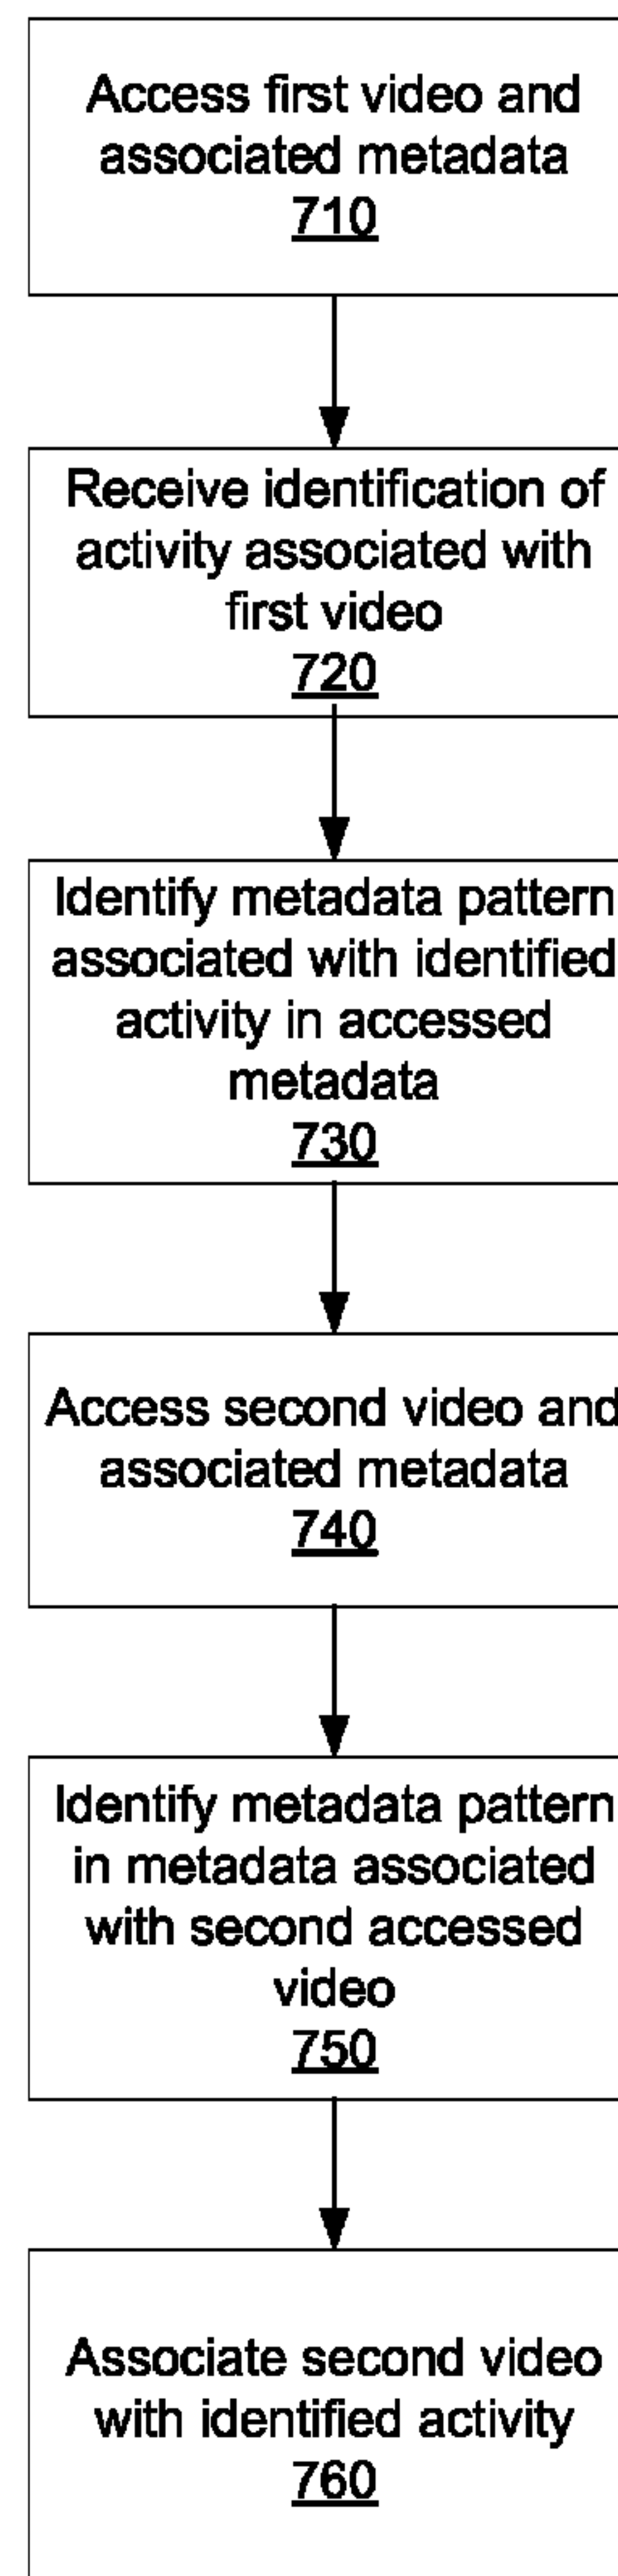 Access first video and
associated metadata
710
Receive identification of
activity associated with
first video
720
Identify metadata pattern
associated with identified
activity in accessed
metadata
730
Access second video and
associated metadata
740
Identify metadata pattern
in metadata associated
with second accessed
video
750
Associate second video
with identified activity
760